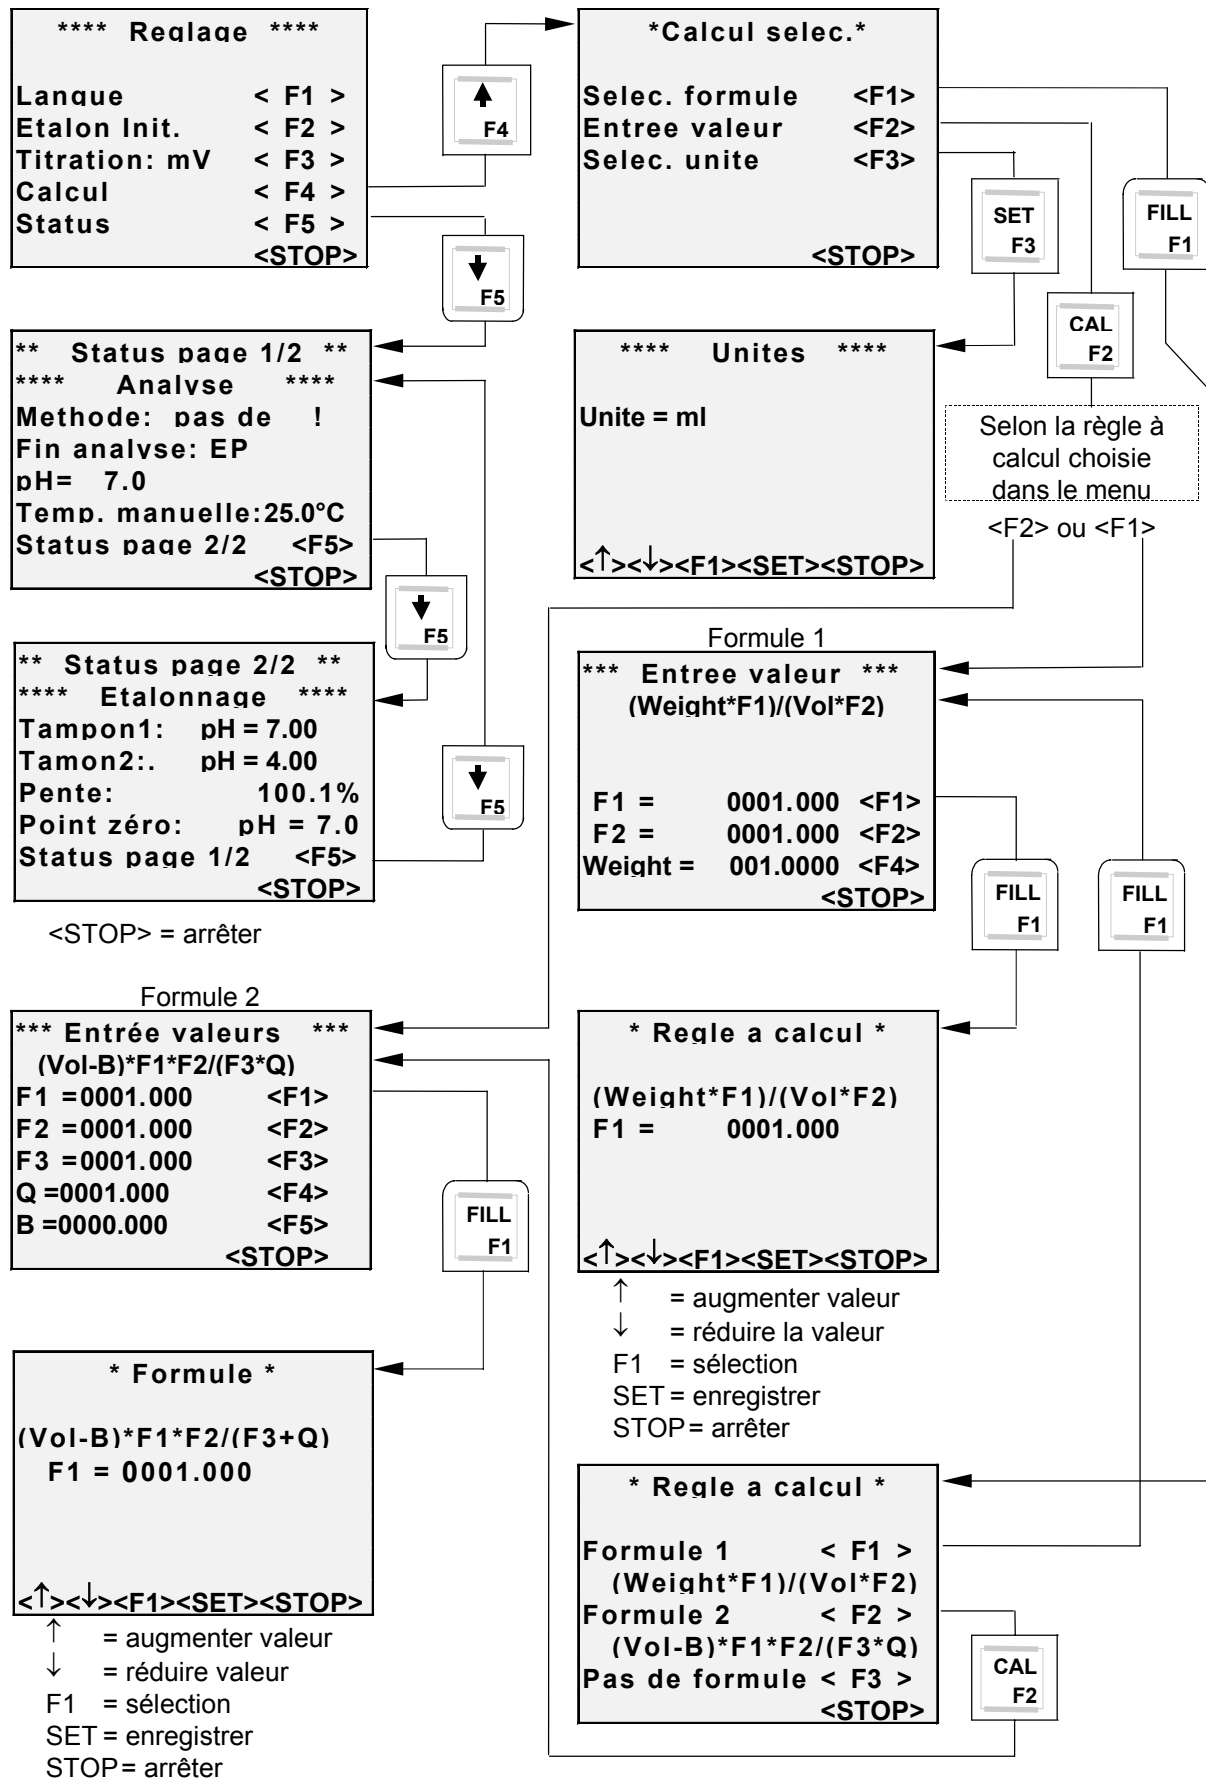 **** Reglage ****
Langue < F1 >
Etalon Init. < F2 >
Titration: mV < F3 >
Calcul < F4 >
Status < F5 >
<STOP>
F4
F5
*Calcul selec.*
Selec. formule <F1>
Entree valeur <F2>
Selec. unite <F3>
<STOP>
SET
F3
FILL
F1
CAL
F2
** Status page 1/2 **
**** Analyse ****
Methode: pas de !
Fin analyse: EP
pH= 7.0
Temp. manuelle:25.0°C
Status page 2/2 <F5>
<STOP>
F5
**** Unites ****
Unite = ml
<↑><↓><F1><SET><STOP>
Selon la règle à
calcul choisie
dans le menu
<F2> ou <F1>
** Status page 2/2 **
**** Etalonnage ****
Tampon1: pH = 7.00
Tamon2:. pH = 4.00
Pente: 100.1%
Point zéro: pH = 7.0
Status page 1/2 <F5>
<STOP>
F5
<STOP> = arrêter
Formule 1
*** Entree valeur ***
(Weight*F1)/(Vol*F2)
F1 = 0001.000 <F1>
F2 = 0001.000 <F2>
Weight = 001.0000 <F4>
<STOP>
FILL
F1
FILL
F1
Formule 2
*** Entrée valeurs ***
(Vol-B)*F1*F2/(F3*Q)
F1 =0001.000 <F1>
F2 =0001.000 <F2>
F3 =0001.000 <F3>
Q =0001.000 <F4>
B =0000.000 <F5>
<STOP>
FILL
F1
* Regle a calcul *
(Weight*F1)/(Vol*F2)
F1 = 0001.000
<↑><↓><F1><SET><STOP>
↑ = augmenter valeur
↓ = réduire la valeur
F1 = sélection
SET = enregistrer
STOP = arrêter
* Formule *
(Vol-B)*F1*F2/(F3+Q)
F1 = 0001.000
<↑><↓><F1><SET><STOP>
↑ = augmenter valeur
↓ = réduire valeur
F1 = sélection
SET = enregistrer
STOP = arrêter
* Regle a calcul *
Formule 1 < F1 >
(Weight*F1)/(Vol*F2)
Formule 2 < F2 >
(Vol-B)*F1*F2/(F3*Q)
Pas de formule < F3 >
<STOP>
CAL
F2